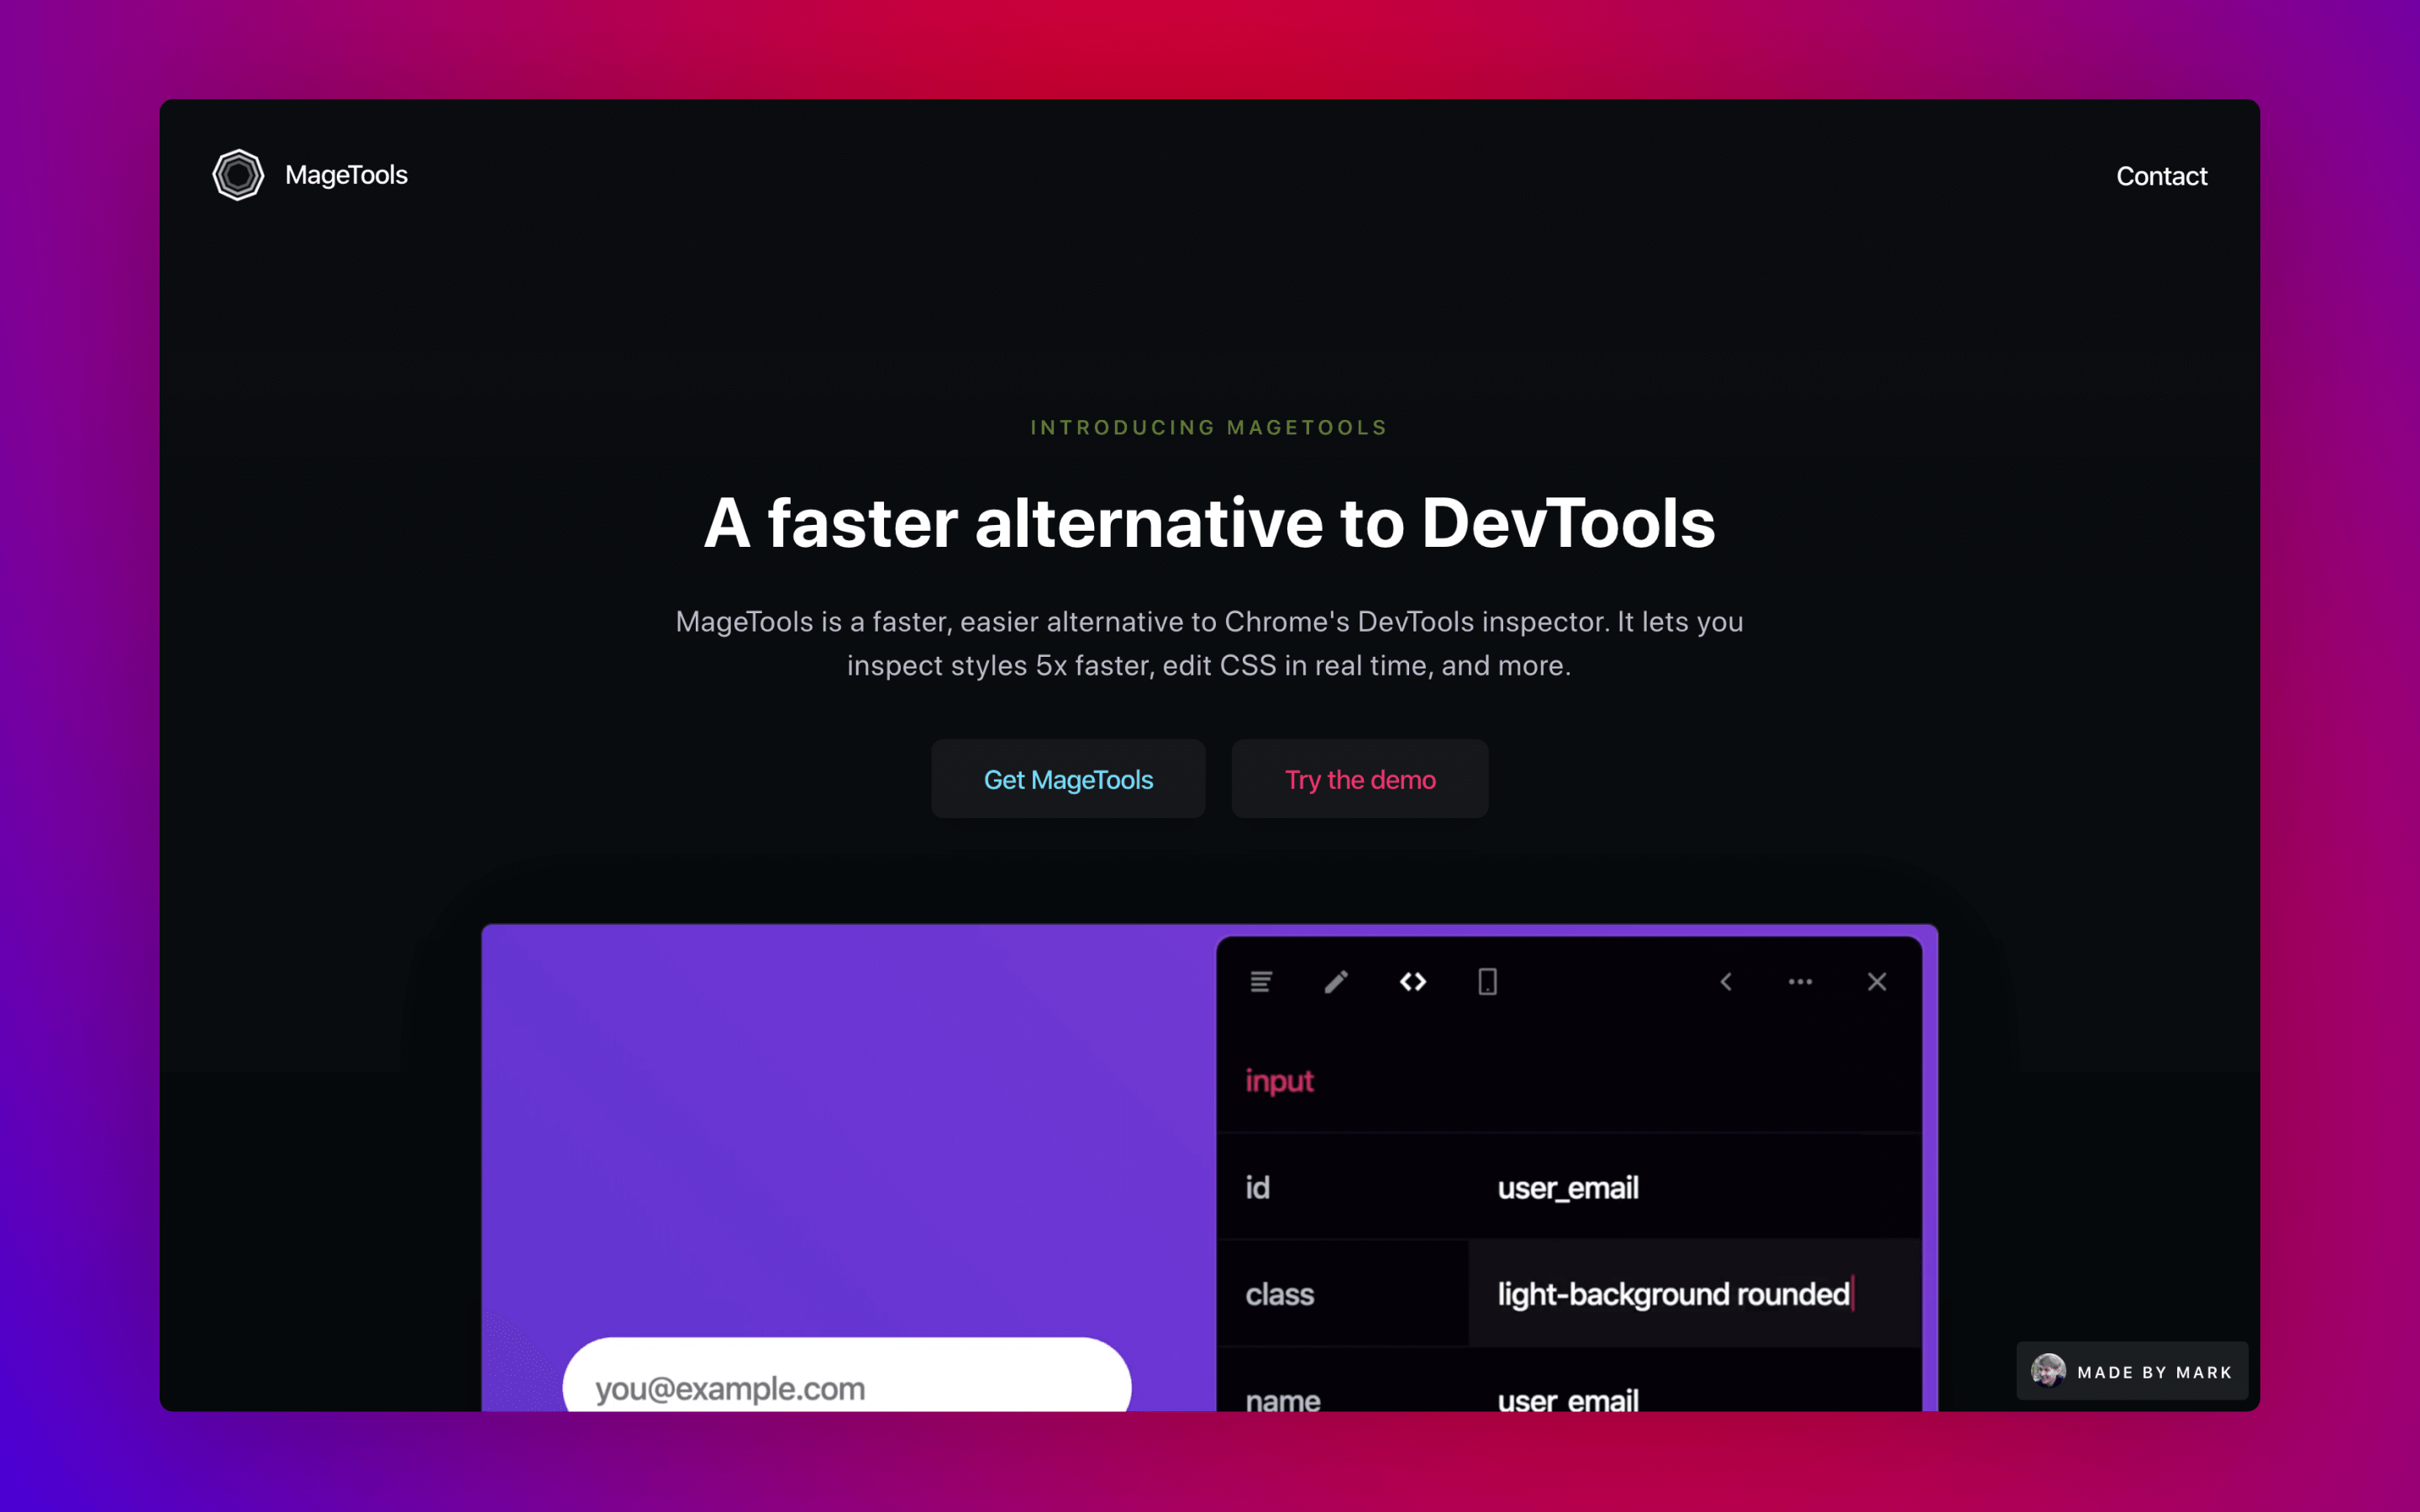 MageTools
Contact
INTRODUCING MAGETOOLS
A faster alternative to DevTools
MageTools is a faster, easier alternative to Chrome's DevTools inspector. It lets you
inspect styles 5x faster, edit CSS in real time, and more.
Get MageTools
Try the demo
input
id
user_email
class
light-background rounded
name
user_email
you@example.com
MADE BY MARK